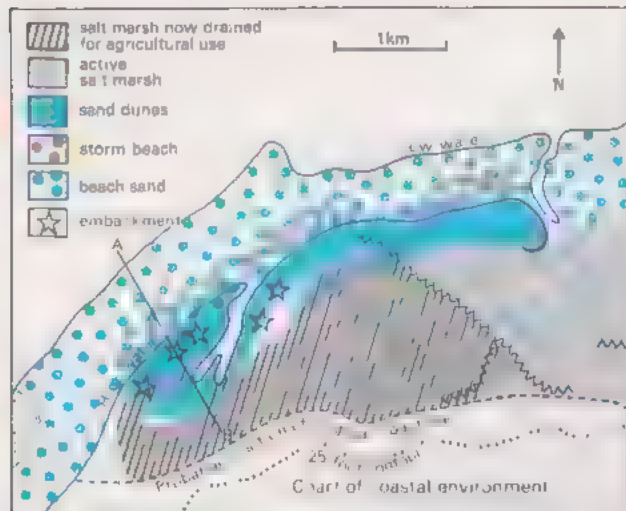 salt marsh now drained
for agricultural use
active
salt marsh
sand dunes
storm beach
beach sand
embankment
1km
N
A
25
Chart of coastal environment